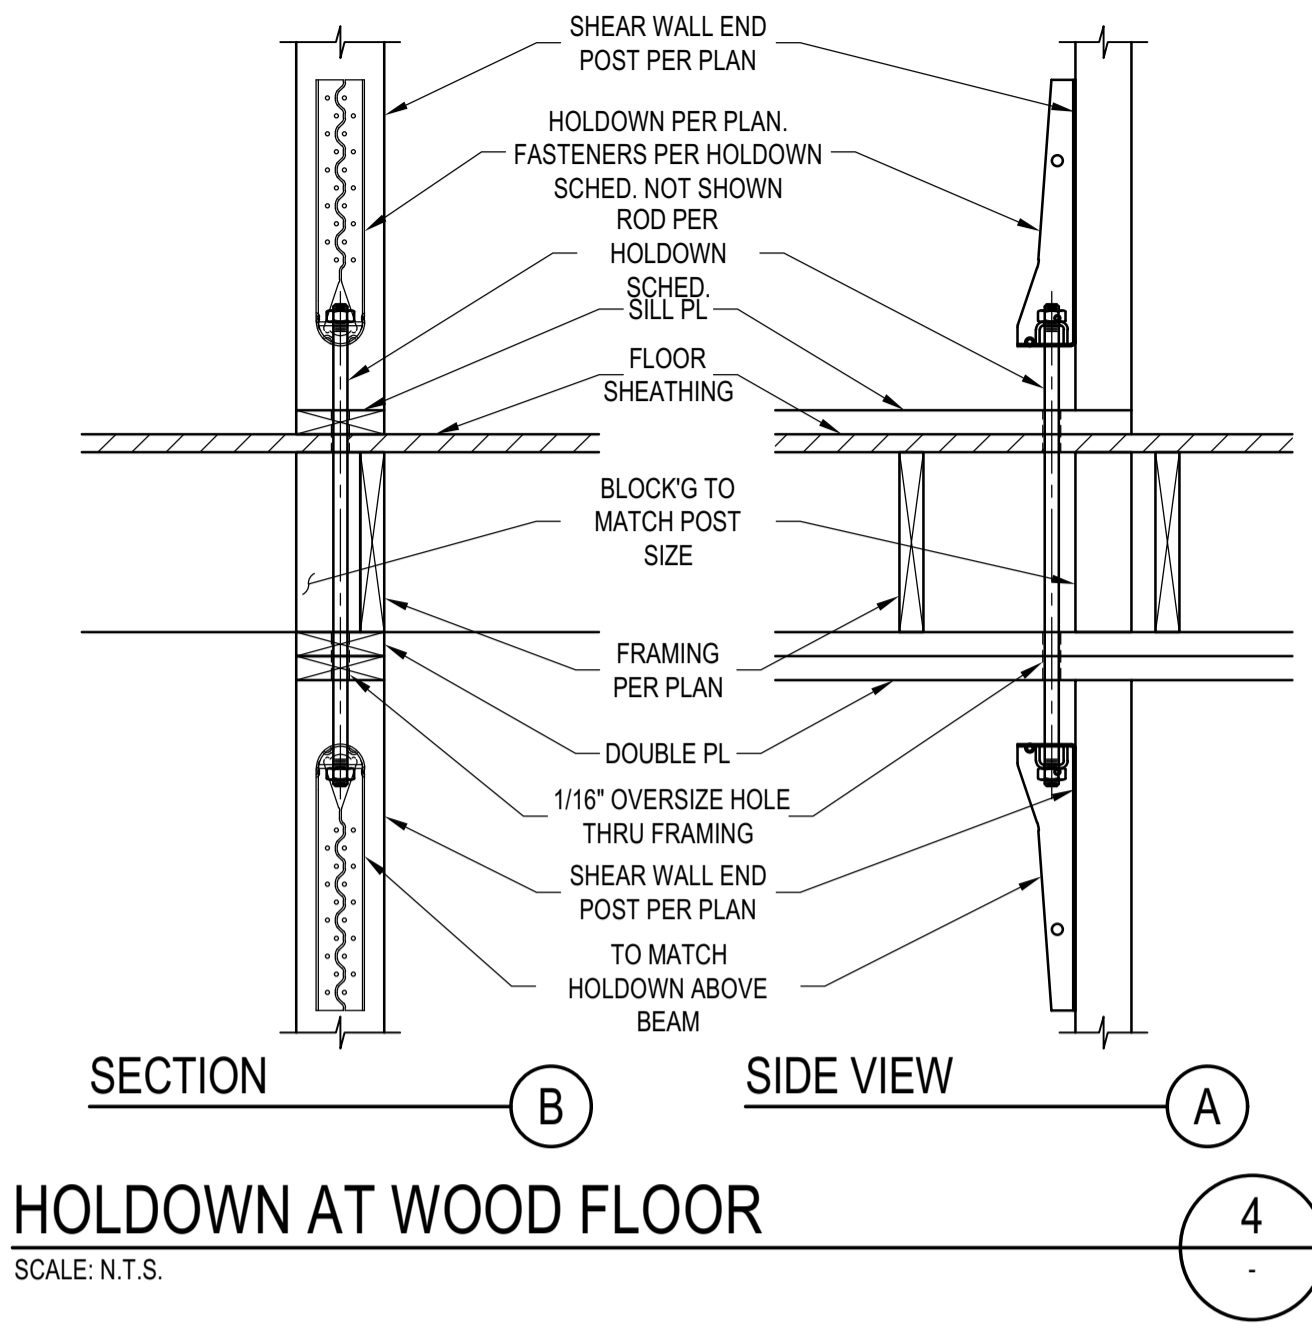 SHEAR WALL END
POST PER PLAN
HOLDOWN PER PLAN.
FASTENERS PER HOLDOWN
SCHED. NOT SHOWN
ROD PER
HOLDOWN
SCHED.
SILL PL
FLOOR
SHEATHING
BLOCK'G TO
MATCH POST
SIZE
FRAMING
PER PLAN
DOUBLE PL
1/16" OVERSIZE HOLE
THRU FRAMING
SHEAR WALL END
POST PER PLAN
TO MATCH
HOLDOWN ABOVE
BEAM
SECTION
B
SIDE VIEW
A
HOLDOWN AT WOOD FLOOR
4
-
SCALE: N.T.S.